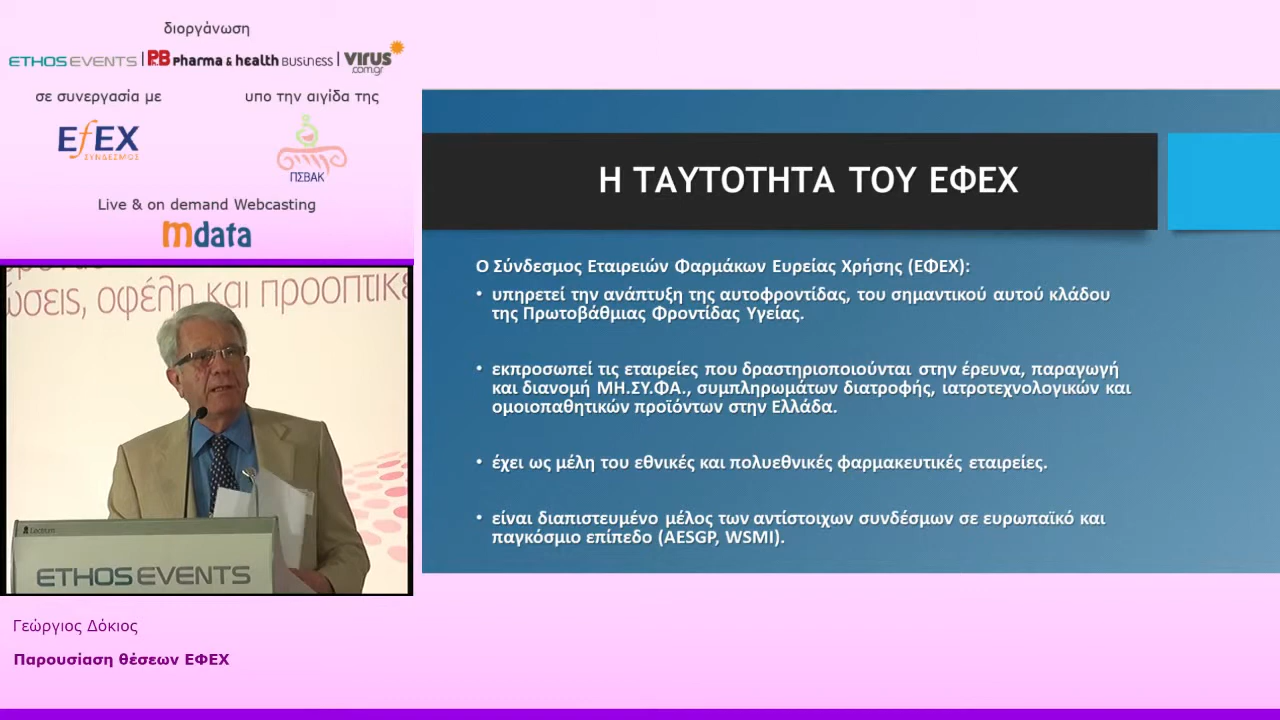 διοργάνωση
ETHOS EVENTS | PB pharma & health BUSINESS | VIRUS .com.gr
σε συνεργασία με
υπο την αιγίδα της
EfEX
ΣΥΝΔΕΣΜΟΣ
ΠΣΒΑΚ
Live & on demand Webcasting
mdata
ώσεις, οφέλη και προοπτικέ
Lectrum
ETHOS EVENTS
Γεώργιος Δόκιος
Παρουσίαση θέσεων ΕΦΕΧ
Η ΤΑΥΤΟΤΗΤΑ ΤΟΥ ΕΦΕΧ
Ο Σύνδεσμος Εταιρειών Φαρμάκων Ευρείας Χρήσης (ΕΦΕΧ):
• υπηρετεί την ανάπτυξη της αυτοφροντίδας, του σημαντικού αυτού κλάδου
της Πρωτοβάθμιας Φροντίδας Υγείας.
• εκπροσωπεί τις εταιρείες που δραστηριοποιούνται στην έρευνα, παραγωγή
και διανομή ΜΗ.ΣΥ.ΦΑ., συμπληρωμάτων διατροφής, ιατροτεχνολογικών και
ομοιοπαθητικών προϊόντων στην Ελλάδα.
• έχει ως μέλη του εθνικές και πολυεθνικές φαρμακευτικές εταιρείες.
• είναι διαπιστευμένο μέλος των αντίστοιχων συνδέσμων σε ευρωπαϊκό και
παγκόσμιο επίπεδο (AESGP, WSMI).